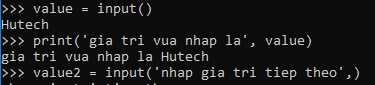 >>> value = input()
Hutech
>>> print('gia tri vua nhap la', value)
gia tri vua nhap la Hutech
>>> value2 = input('nhap gia tri tiep theo',)